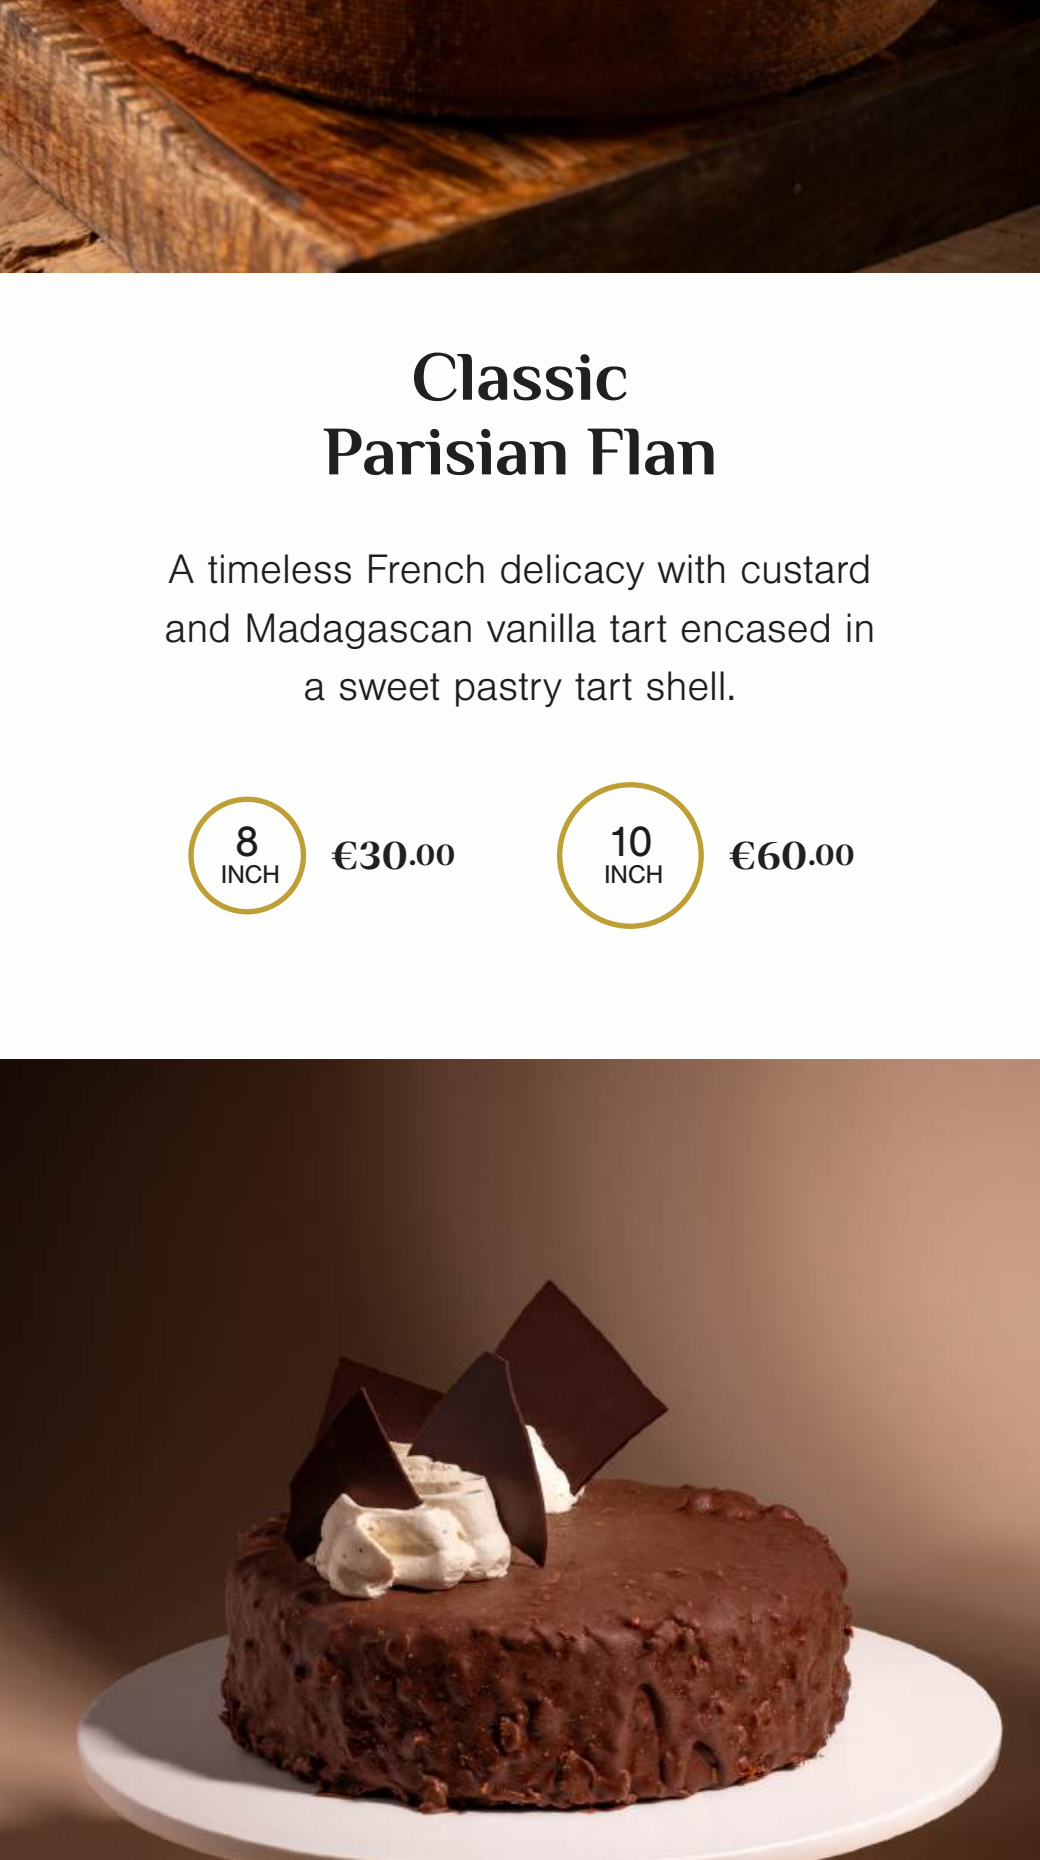 Classic
Parisian Flan
A timeless French delicacy with custard
and Madagascan vanilla tart encased in
a sweet pastry tart shell.
8
INCH
€30.00
10
INCH
€60.00